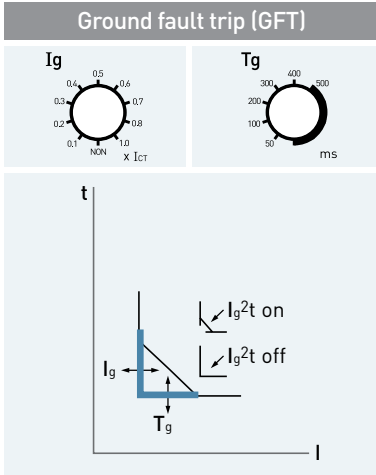 Ground fault trip (GFT)
Ig
0.5
0.4 0.6
0.3 0.7
0.2 0.8
0.1 1.0
NON
x ICT
Tg
400
300 500
200
100
50
ms
t
Ig²t on
Ig²t off
Ig
Tg
I